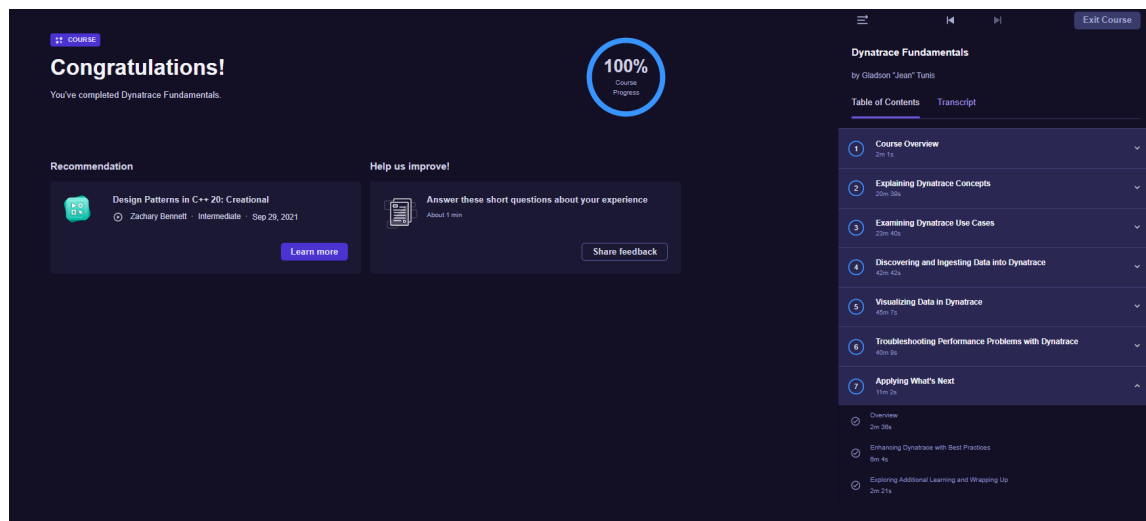 COURSE
Congratulations!
You've completed Dynatrace Fundamentals.
100%
Course
Progress
Recommendation
Design Patterns in C++ 20: Creational
Zachary Bennett · Intermediate · Sep 29, 2021
Learn more
Help us improve!
Answer these short questions about your experience
About 1 min
Share feedback
Exit Course
Dynatrace Fundamentals
by Gladson "Jean" Tunis
Table of Contents Transcript
1 Course Overview
2m 1s
2 Explaining Dynatrace Concepts
20m 39s
3 Examining Dynatrace Use Cases
23m 40s
4 Discovering and Ingesting Data into Dynatrace
42m 42s
5 Visualizing Data in Dynatrace
45m 7s
6 Troubleshooting Performance Problems with Dynatrace
40m 9s
7 Applying What's Next
11m 2s
Overview
2m 36s
Enhancing Dynatrace with Best Practices
6m 4s
Exploring Additional Learning and Wrapping Up
2m 21s